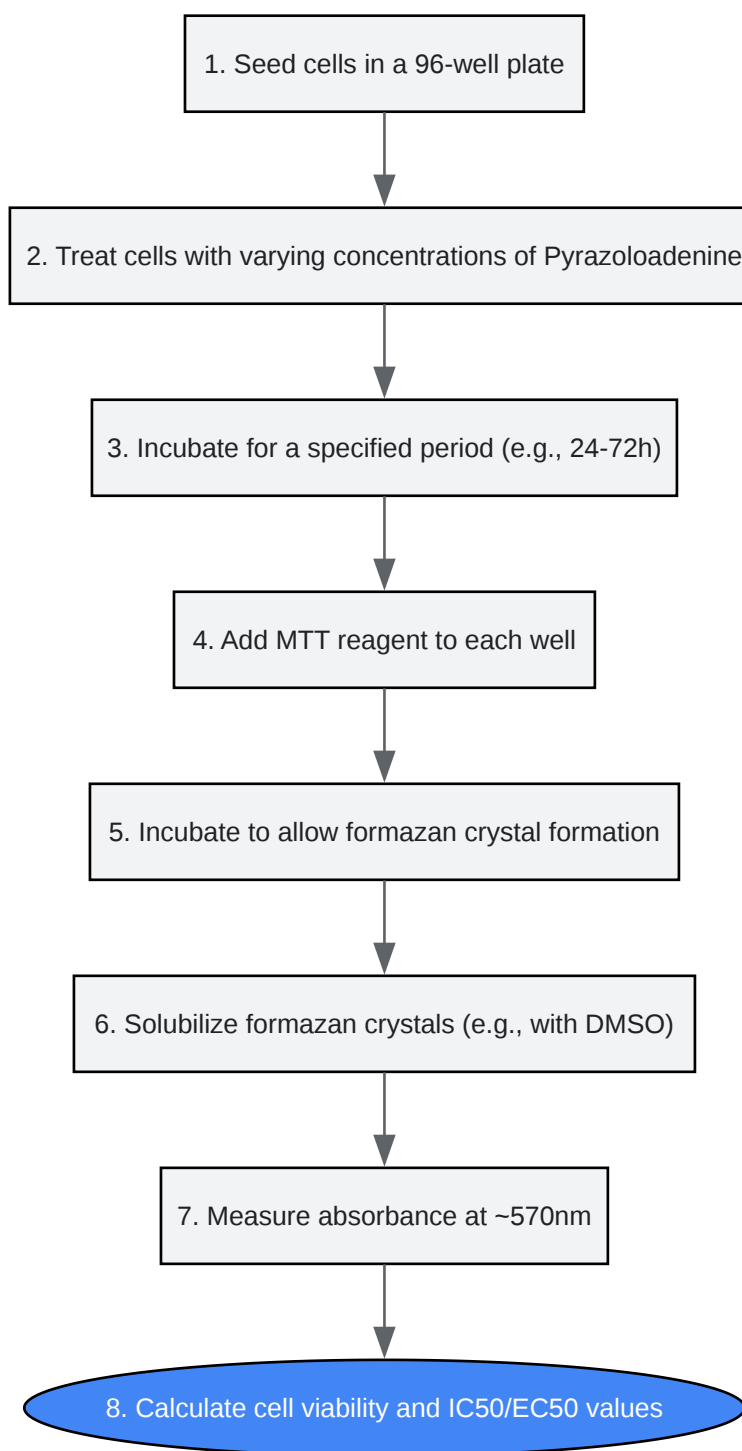 1. Seed cells in a 96-well plate
2. Treat cells with varying concentrations of Pyrazoloadenine
3. Incubate for a specified period (e.g., 24-72h)
4. Add MTT reagent to each well
5. Incubate to allow formazan crystal formation
6. Solubilize formazan crystals (e.g., with DMSO)
7. Measure absorbance at ~570nm
8. Calculate cell viability and IC50/EC50 values